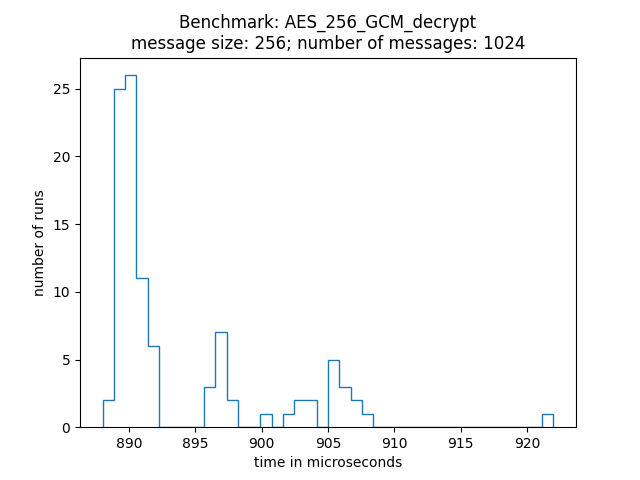 Benchmark: AES_256_GCM_decrypt
message size: 256; number of messages: 1024
25
20
15
10
5
0
number of runs
890 895 900 905 910 915 920
time in microseconds